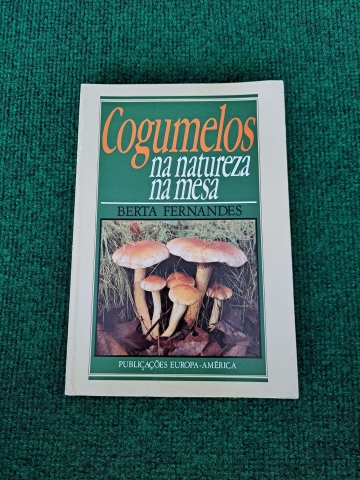 Cogumelos
na natureza
na mesa
BERTA FERNANDES
PUBLICAÇÕES EUROPA-AMÉRICA